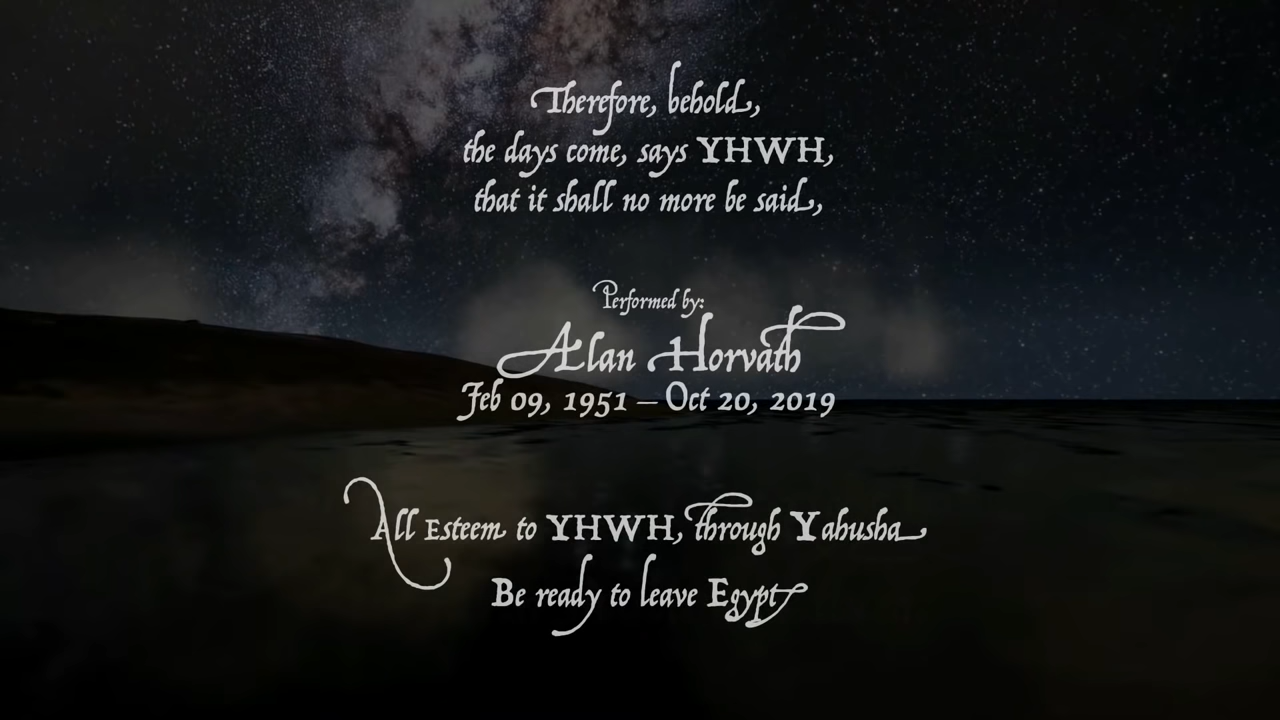 Therefore, behold,
the days come, says YHWH,
that it shall no more be said,
Performed by:
Alan Horvath
Feb 09, 1951 – Oct 20, 2019
All Esteem to YHWH, through Yahusha
Be ready to leave Egypt